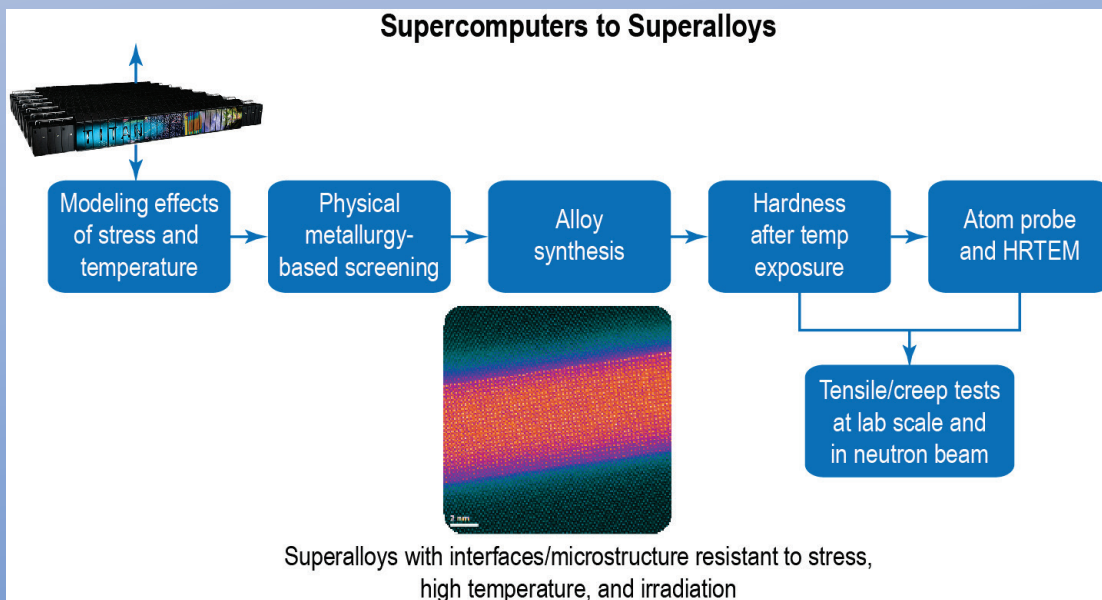 Supercomputers to Superalloys
TITAN
Modeling effects
of stress and
temperature
Physical
metallurgy-
based screening
Alloy
synthesis
Hardness
after temp
exposure
Atom probe
and HRTEM
Tensile/creep tests
at lab scale and
in neutron beam
2 nm
Superalloys with interfaces/microstructure resistant to stress,
high temperature, and irradiation